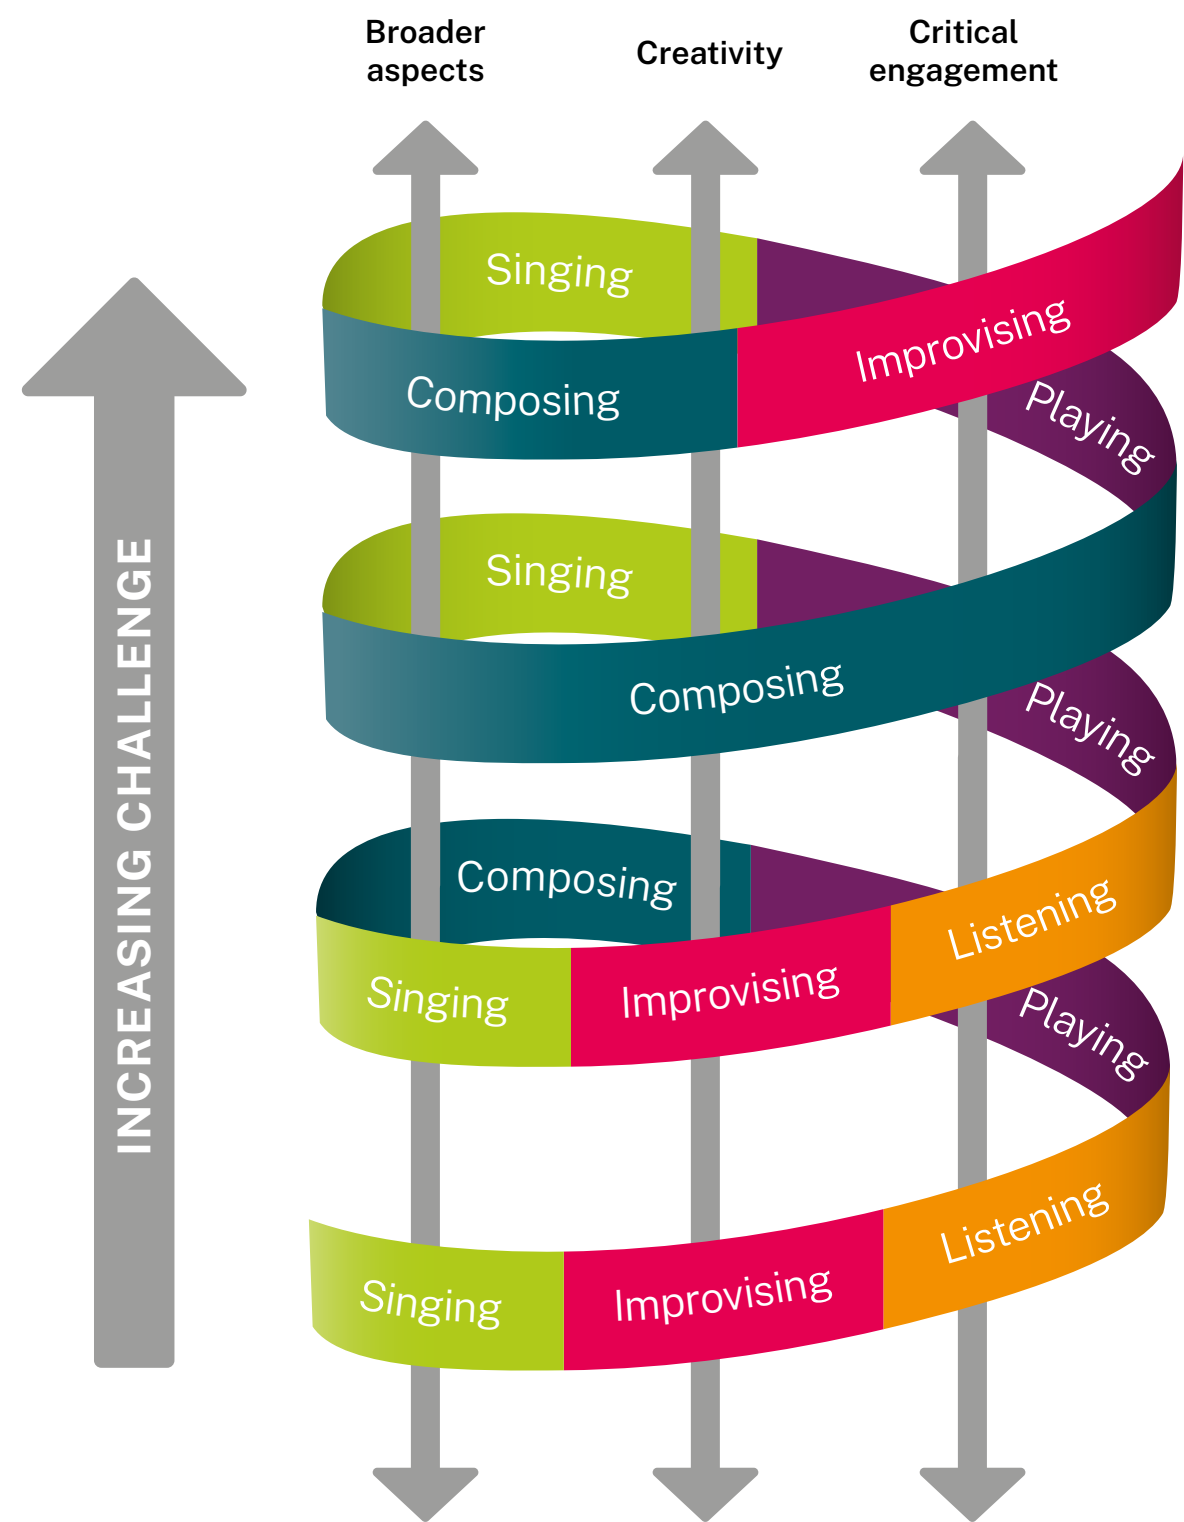 Broader
aspects
Creativity
Critical
engagement
INCREASING CHALLENGE
Singing
Improvising
Composing
Playing
Singing
Composing
Playing
Composing
Listening
Singing
Improvising
Playing
Listening
Singing
Improvising